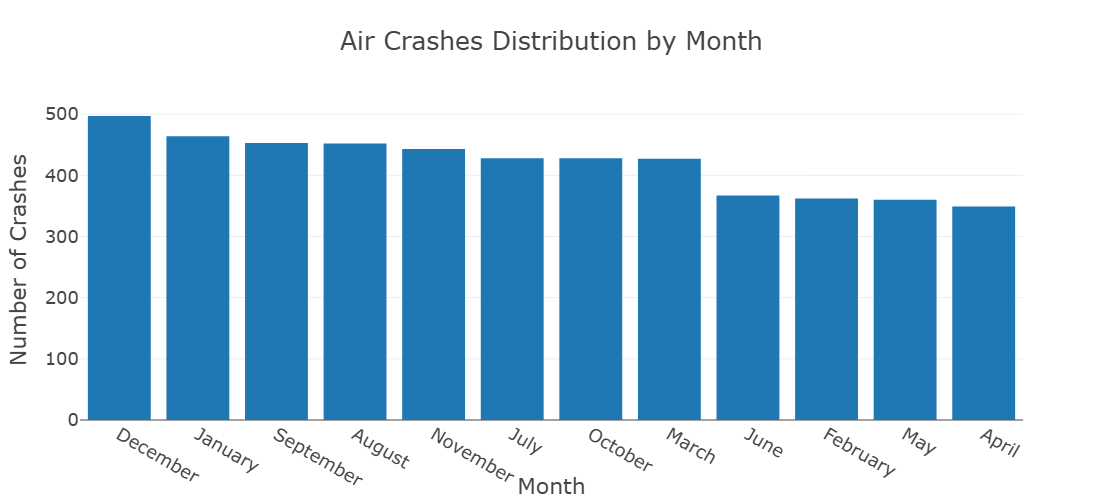 Air Crashes Distribution by Month
Number of Crashes
500
400
300
200
100
0
December
January
September
August
November
July
October
March
June
February
May
April
Month